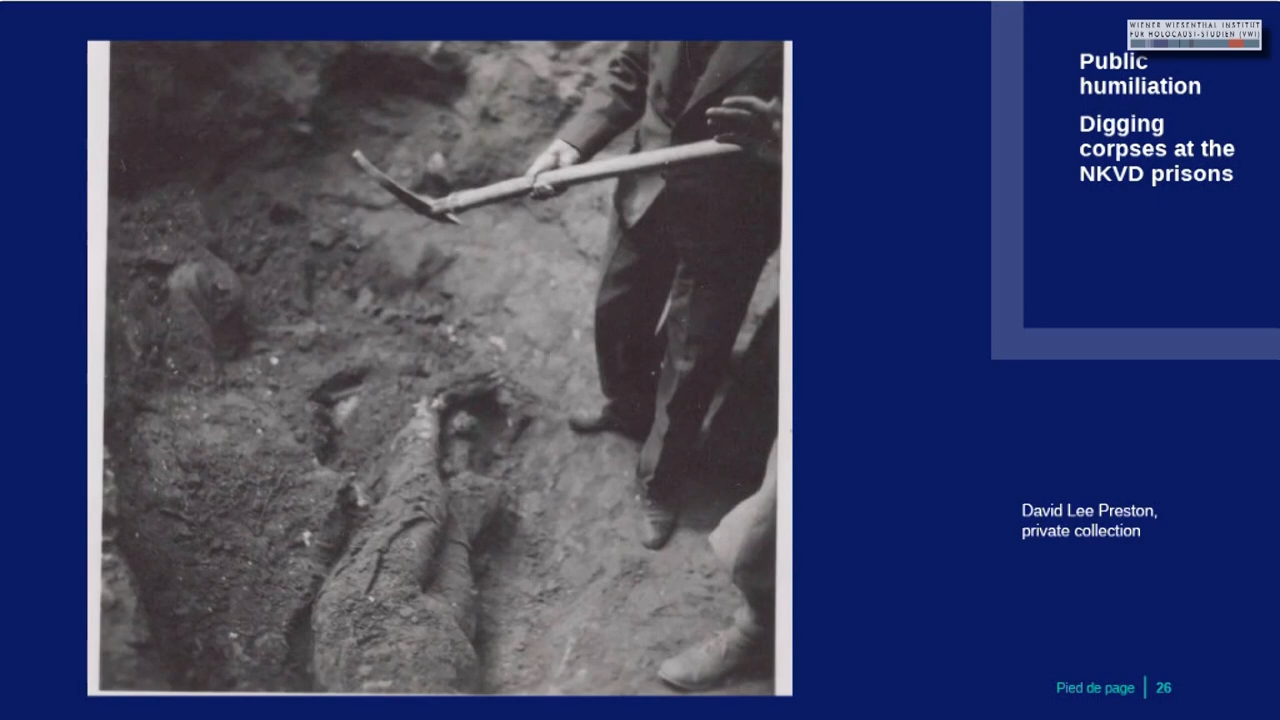 WIENER WIESENTHAL INSTITUT
FÜR HOLOCAUST-STUDIEN (VWI)
Public
humiliation
Digging
corpses at the
NKVD prisons
David Lee Preston,
private collection
Pied de page | 26